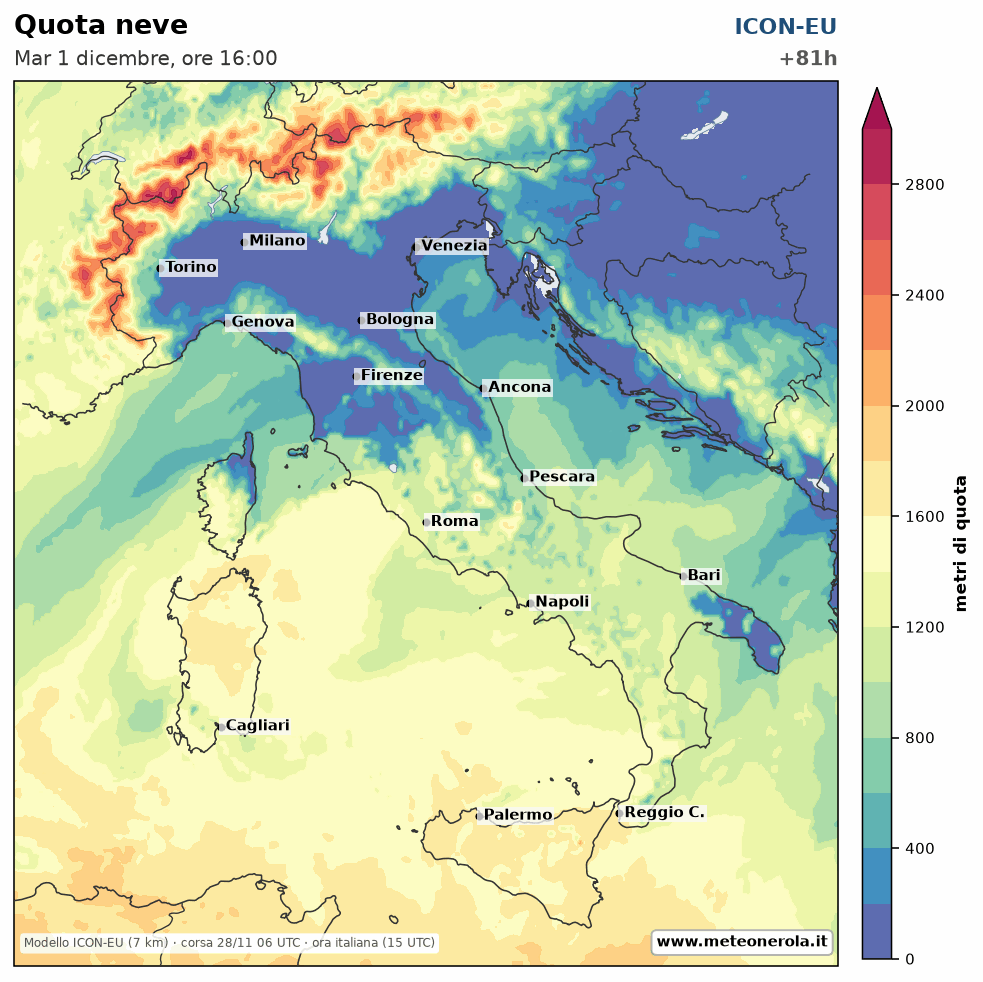 Quota neve
ICON-EU
Mar 1 dicembre, ore 16:00
+81h
2800
2400
2000
1600
1200
800
400
0
metri di quota
Milano
Venezia
Torino
Genova
Bologna
Firenze
Ancona
Pescara
Roma
Bari
Napoli
Cagliari
Palermo
Reggio C.
Modello ICON-EU (7 km) · corsa 28/11 06 UTC · ora italiana (15 UTC)
www.meteonerola.it